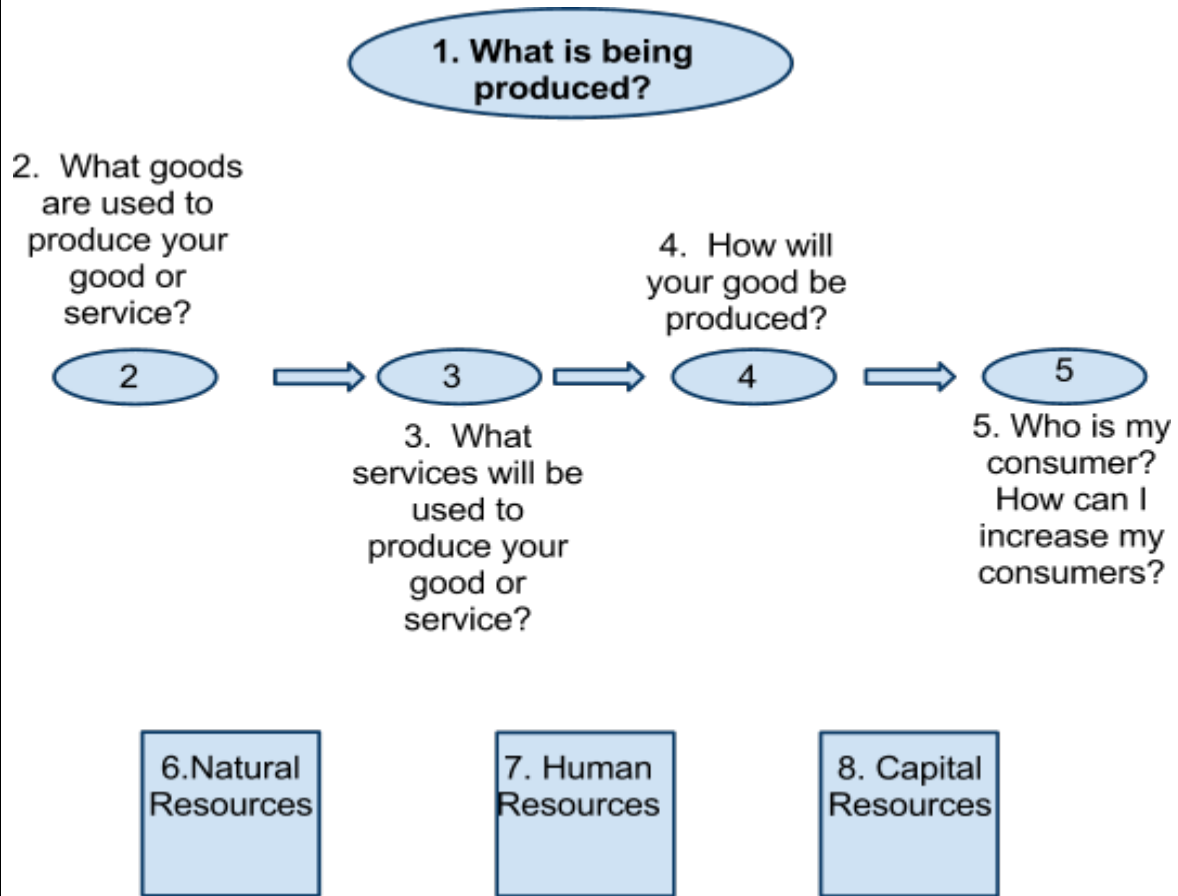 1. What is being
produced?
2. What goods
are used to
produce your
good or
service?
4. How will
your good be
produced?
2
3
4
5
3. What
services will be
used to
produce your
good or
service?
5. Who is my
consumer?
How can I
increase my
consumers?
6.Natural
Resources
7. Human
Resources
8. Capital
Resources